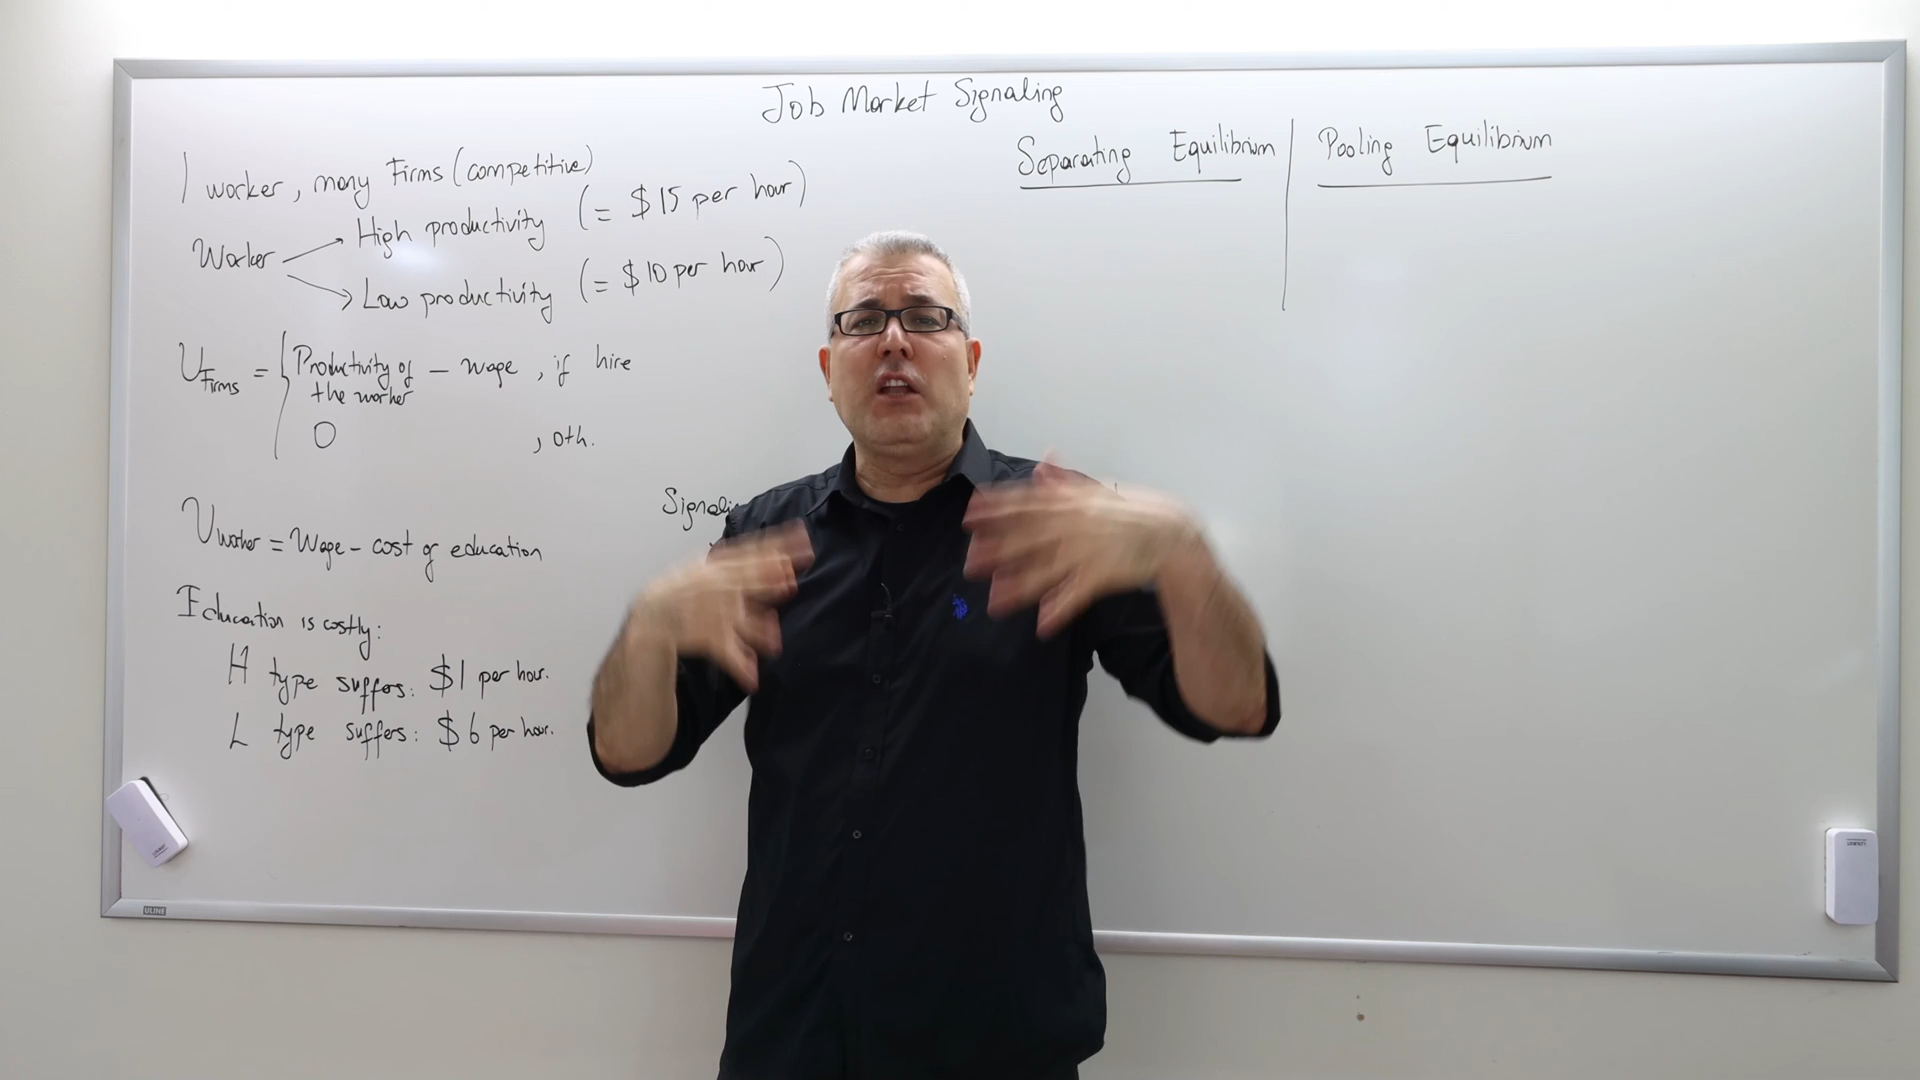 Job Market Signaling
1 worker, many Firms (competitive)
Worker
High productivity (= $15 per hour)
Low productivity (= $10 per hour)
U Firms = { Productivity of the worker – wage , if hire
0 , oth.
U worker = Wage – cost of education
Education is costly:
H type suffers: $1 per hour.
L type suffers: $6 per hour.
Separating Equilibrium
Pooling Equilibrium
ULINE